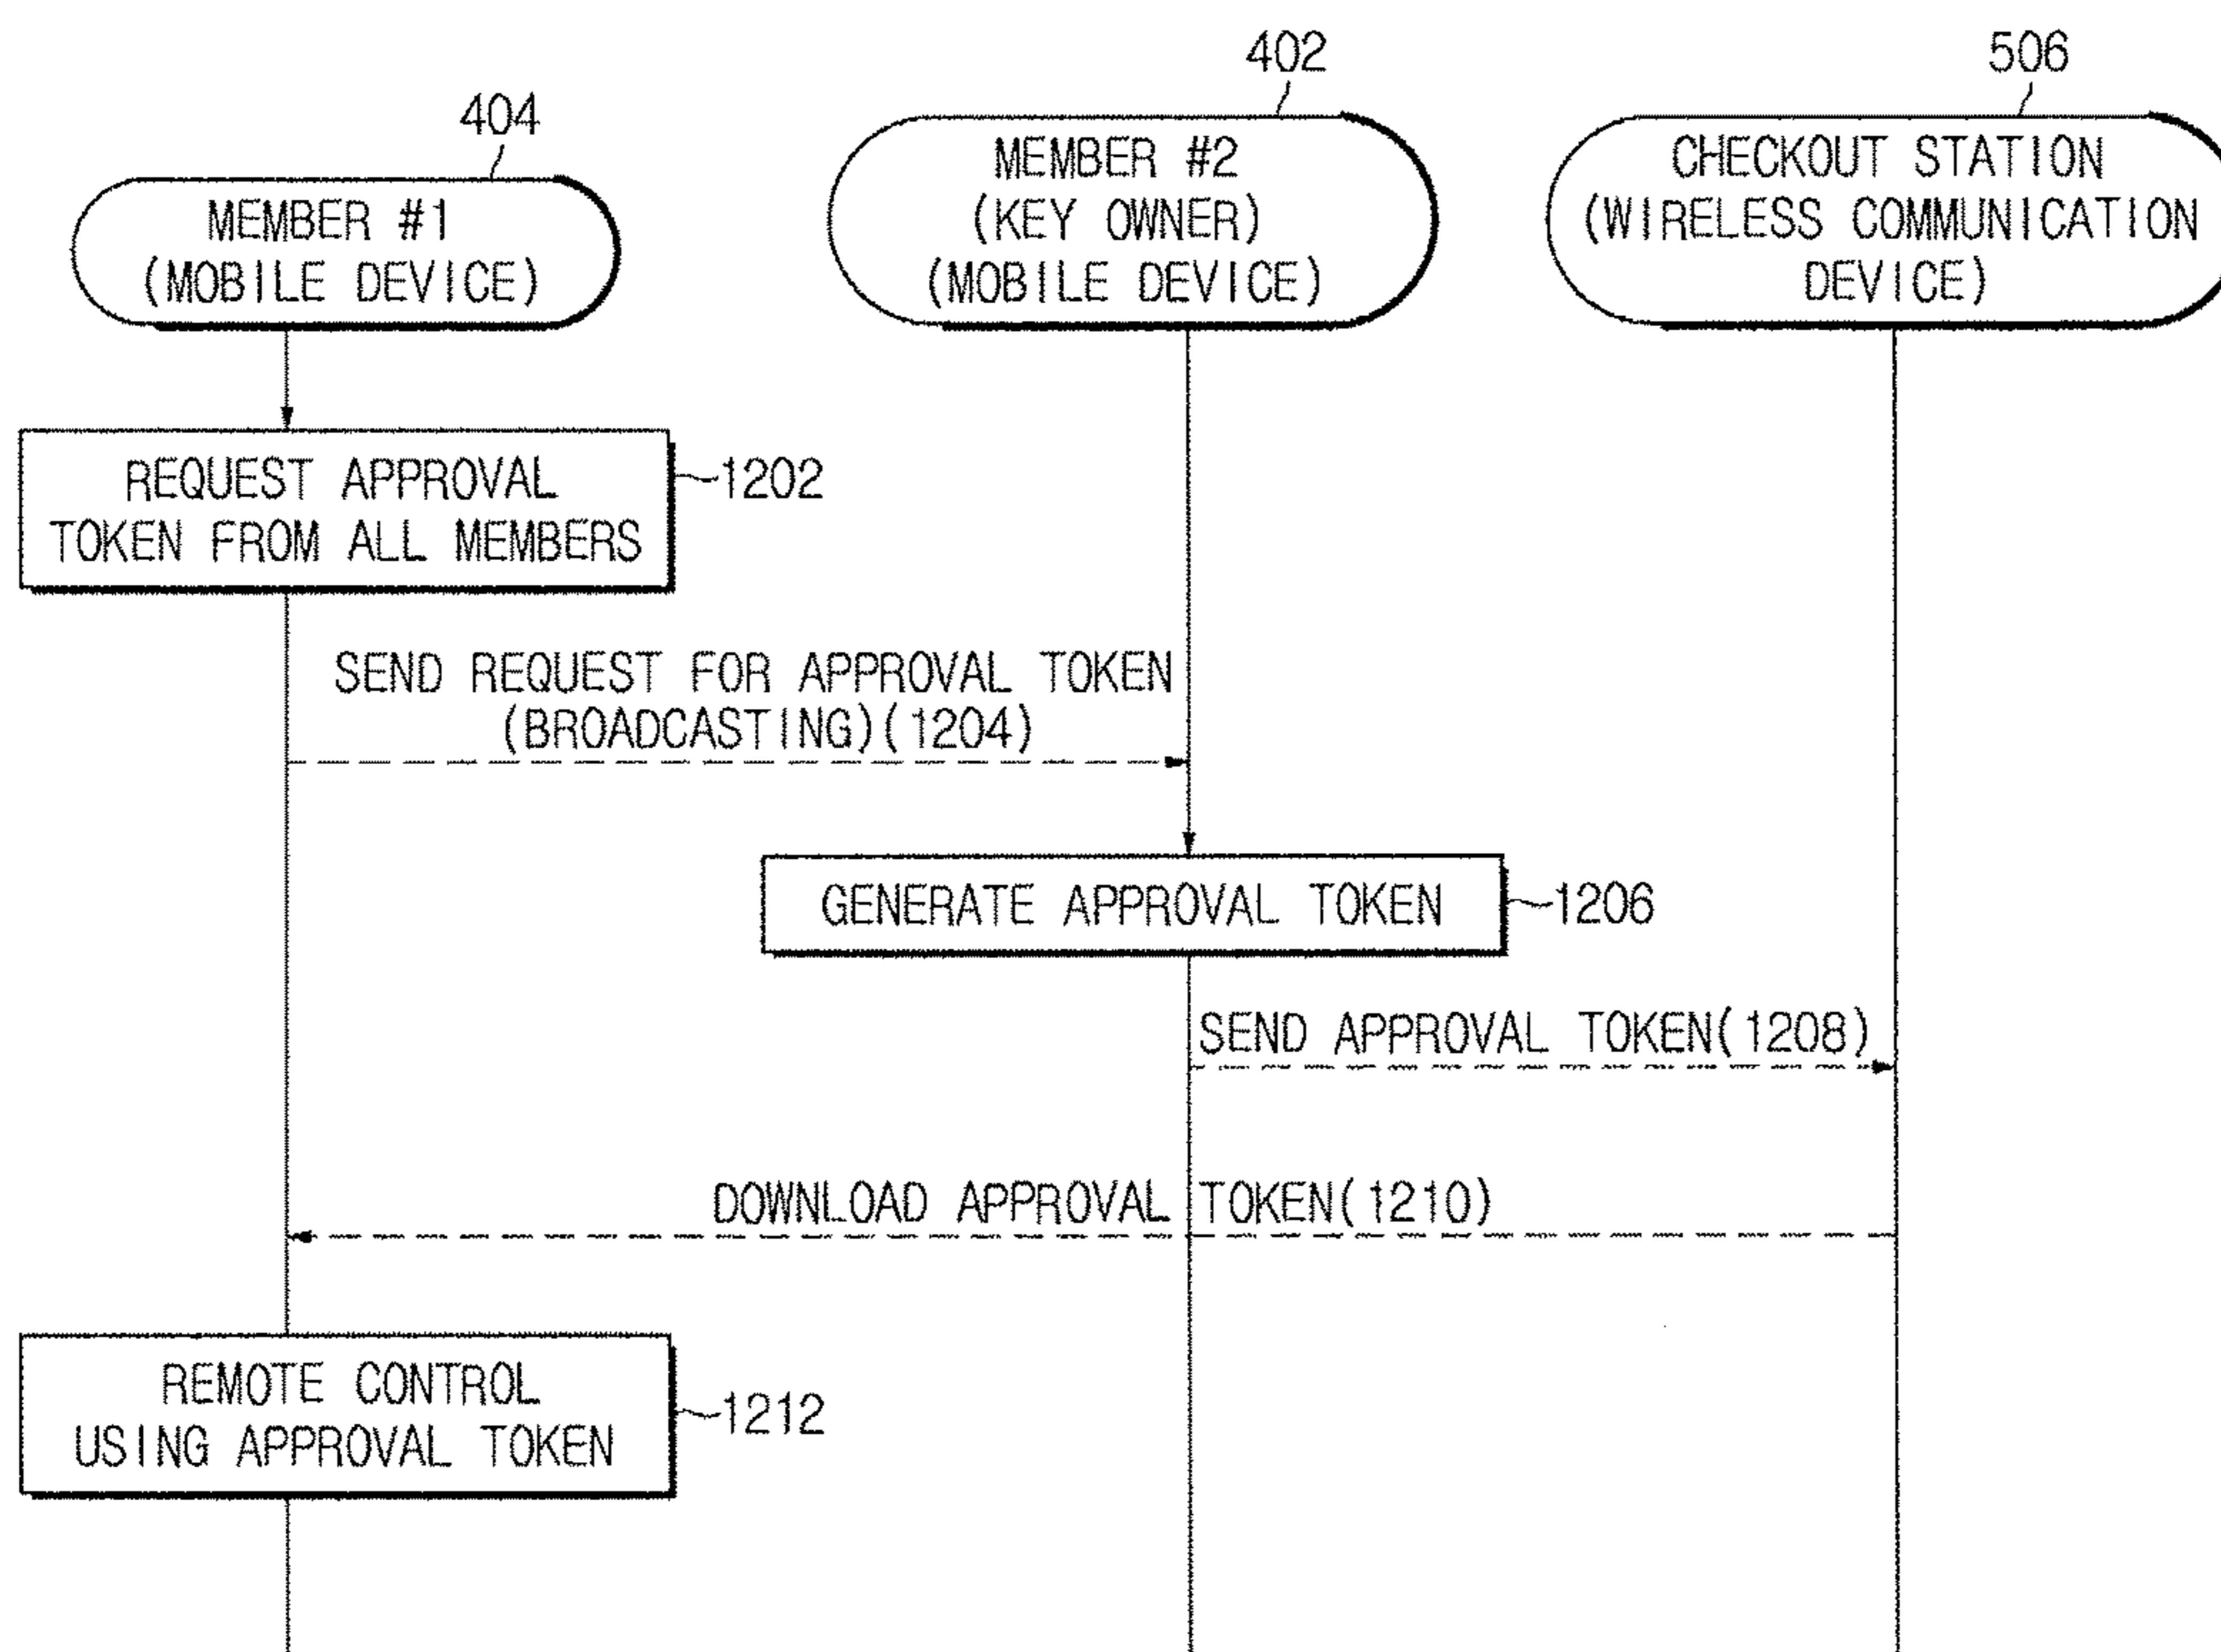 404
MEMBER #1
(MOBILE DEVICE)
402
MEMBER #2
(KEY OWNER)
(MOBILE DEVICE)
506
CHECKOUT STATION
(WIRELESS COMMUNICATION
DEVICE)
REQUEST APPROVAL
TOKEN FROM ALL MEMBERS
1202
SEND REQUEST FOR APPROVAL TOKEN
(BROADCASTING)(1204)
GENERATE APPROVAL TOKEN
1206
SEND APPROVAL TOKEN(1208)
DOWNLOAD APPROVAL TOKEN(1210)
REMOTE CONTROL
USING APPROVAL TOKEN
1212